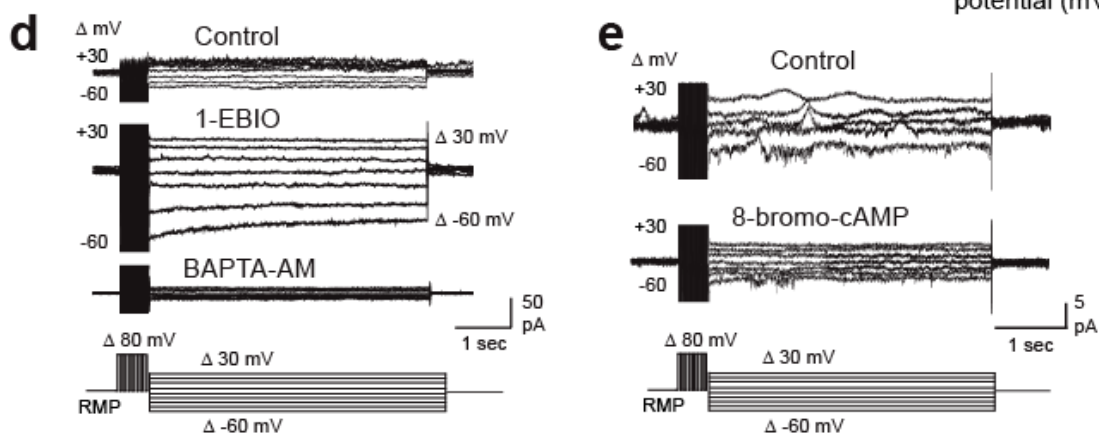 potential (mV
d
Δ mV
Control
+30
-60
1-EBIO
+30
Δ 30 mV
-60
Δ -60 mV
BAPTA-AM
50
pA
1 sec
Δ 80 mV
Δ 30 mV
RMP
Δ -60 mV
e
Δ mV
Control
+30
-60
8-bromo-cAMP
+30
-60
5
pA
1 sec
Δ 80 mV
Δ 30 mV
RMP
Δ -60 mV